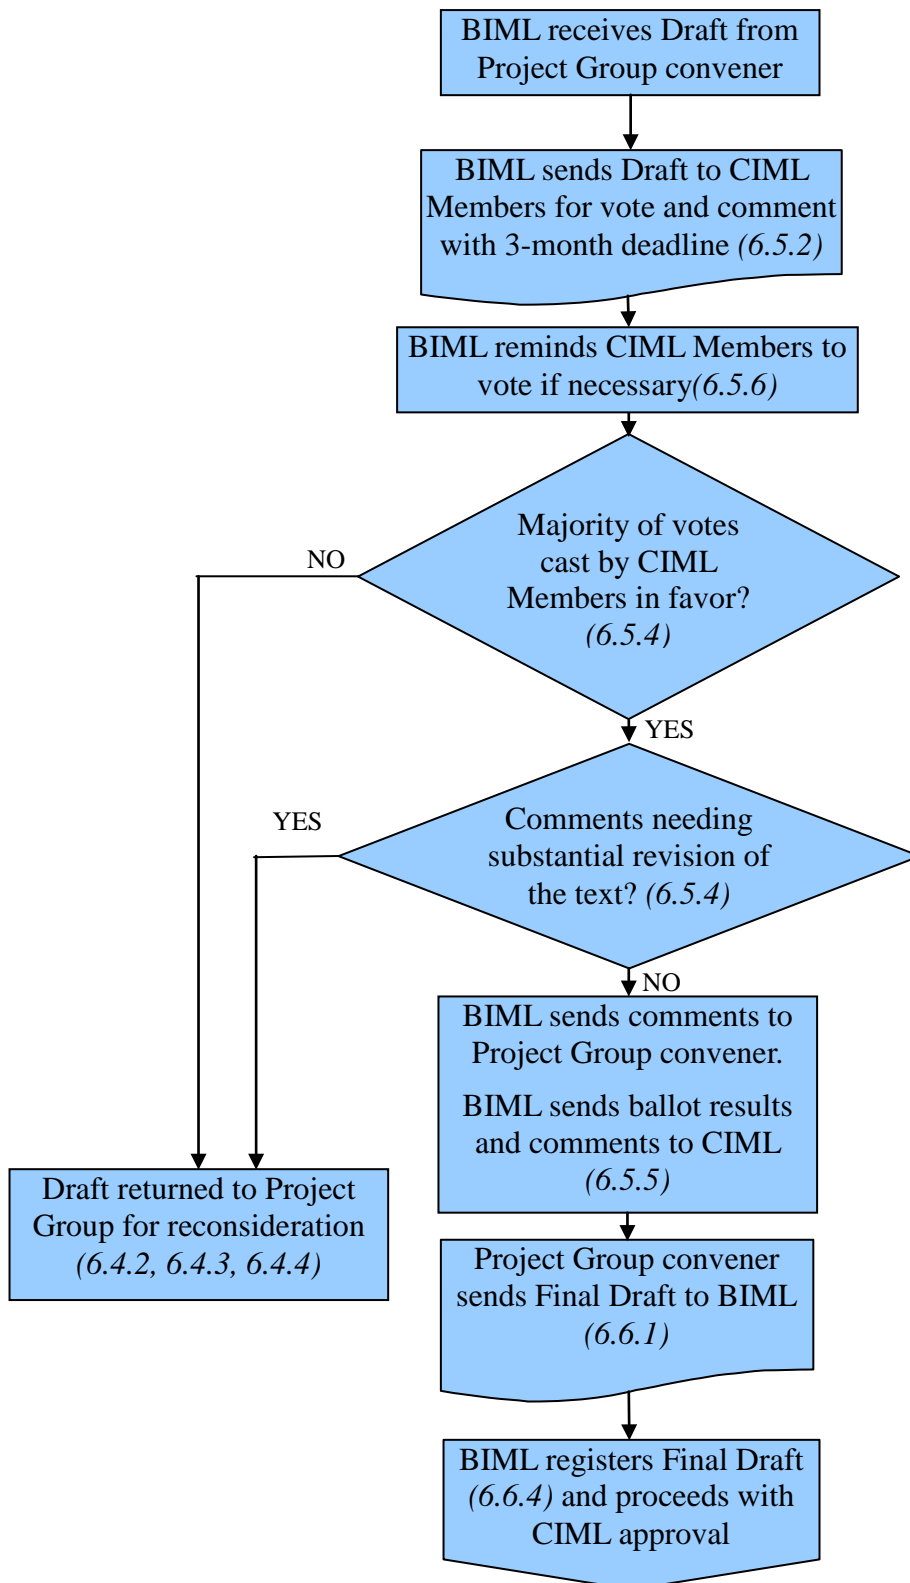 BIML receives Draft from
Project Group convener
BIML sends Draft to CIML
Members for vote and comment
with 3-month deadline (6.5.2)
BIML reminds CIML Members to
vote if necessary(6.5.6)
Majority of votes
cast by CIML
Members in favor?
(6.5.4)
NO
YES
Comments needing
substantial revision of
the text? (6.5.4)
YES
NO
BIML sends comments to
Project Group convener.
BIML sends ballot results
and comments to CIML
(6.5.5)
Draft returned to Project
Group for reconsideration
(6.4.2, 6.4.3, 6.4.4)
Project Group convener
sends Final Draft to BIML
(6.6.1)
BIML registers Final Draft
(6.6.4) and proceeds with
CIML approval